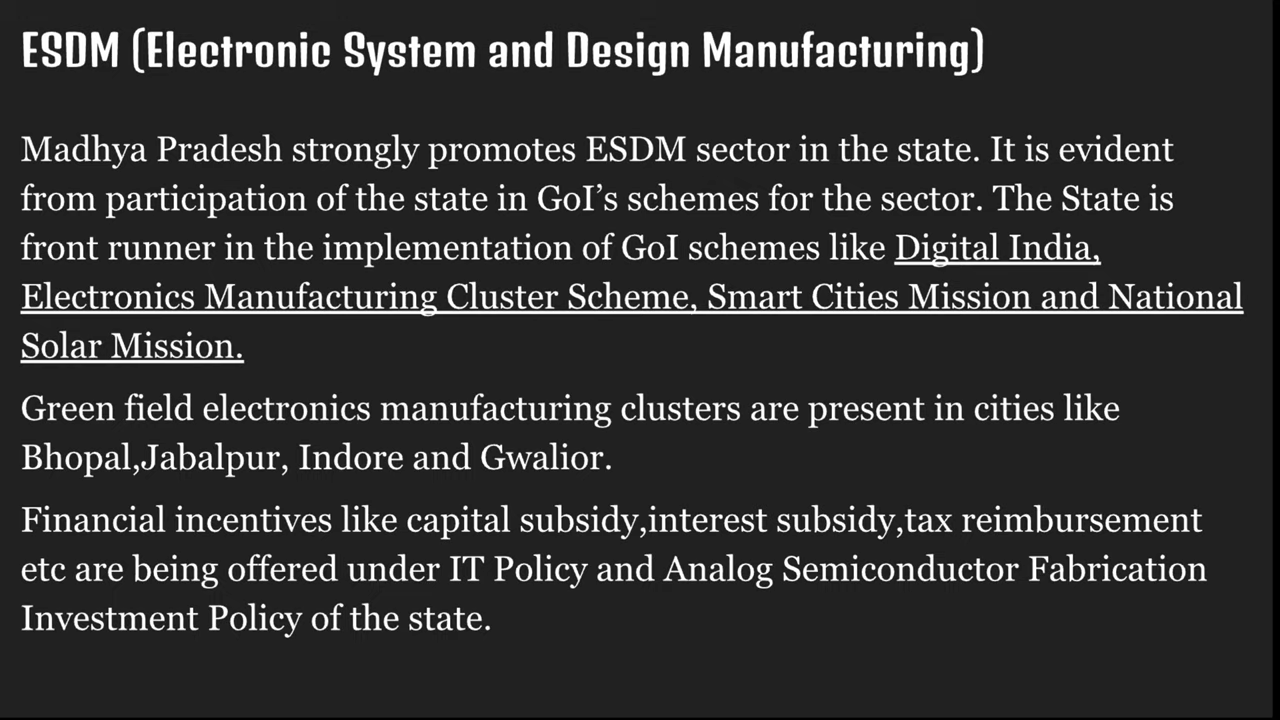 ESDM (Electronic System and Design Manufacturing)
Madhya Pradesh strongly promotes ESDM sector in the state. It is evident
from participation of the state in GoI’s schemes for the sector. The State is
front runner in the implementation of GoI schemes like Digital India,
Electronics Manufacturing Cluster Scheme, Smart Cities Mission and National
Solar Mission.
Green field electronics manufacturing clusters are present in cities like
Bhopal,Jabalpur, Indore and Gwalior.
Financial incentives like capital subsidy,interest subsidy,tax reimbursement
etc are being offered under IT Policy and Analog Semiconductor Fabrication
Investment Policy of the state.